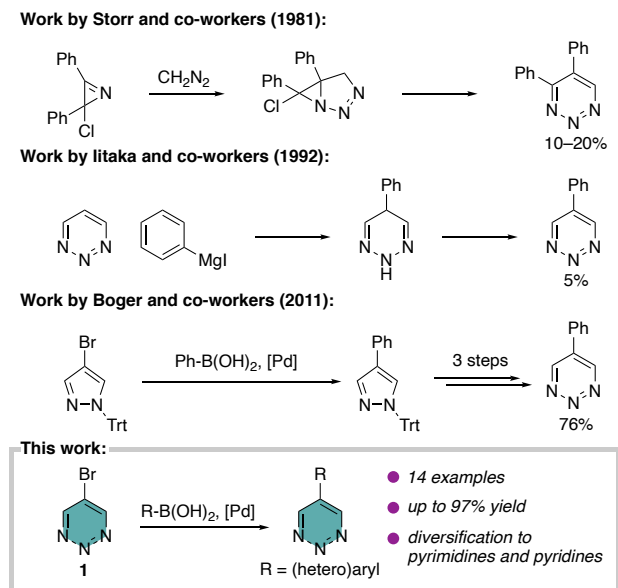 Work by Storr and co-workers (1981):
Ph
N
Ph
Cl
CH₂N₂
Ph
Ph
Cl
N
N
N
Ph
Ph
N
N
N
10–20%
Work by Iitaka and co-workers (1992):
N
N
N
MgI
Ph
N
N
N
H
Ph
N
N
N
5%
Work by Boger and co-workers (2011):
Br
N
N
Trt
Ph-B(OH)₂, [Pd]
Ph
N
N
Trt
3 steps
Ph
N
N
N
76%
This work:
Br
N
N
N
1
R-B(OH)₂, [Pd]
R
N
N
N
R = (hetero)aryl
● 14 examples
● up to 97% yield
● diversification to
pyrimidines and pyridines